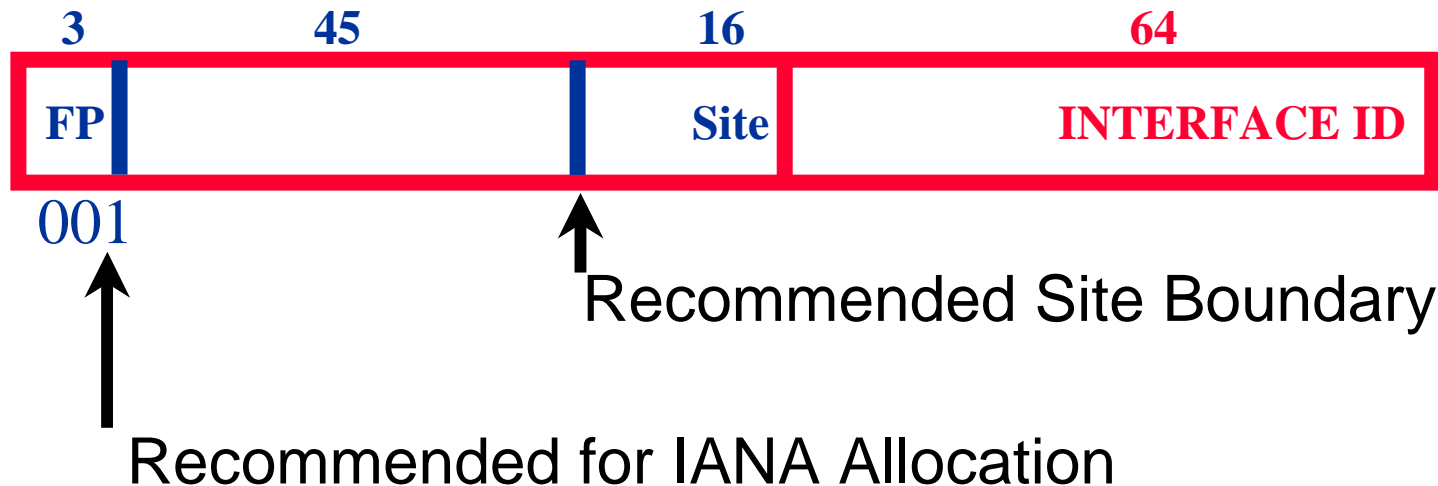 3 45 16 64
FP Site INTERFACE ID
001
Recommended Site Boundary
Recommended for IANA Allocation